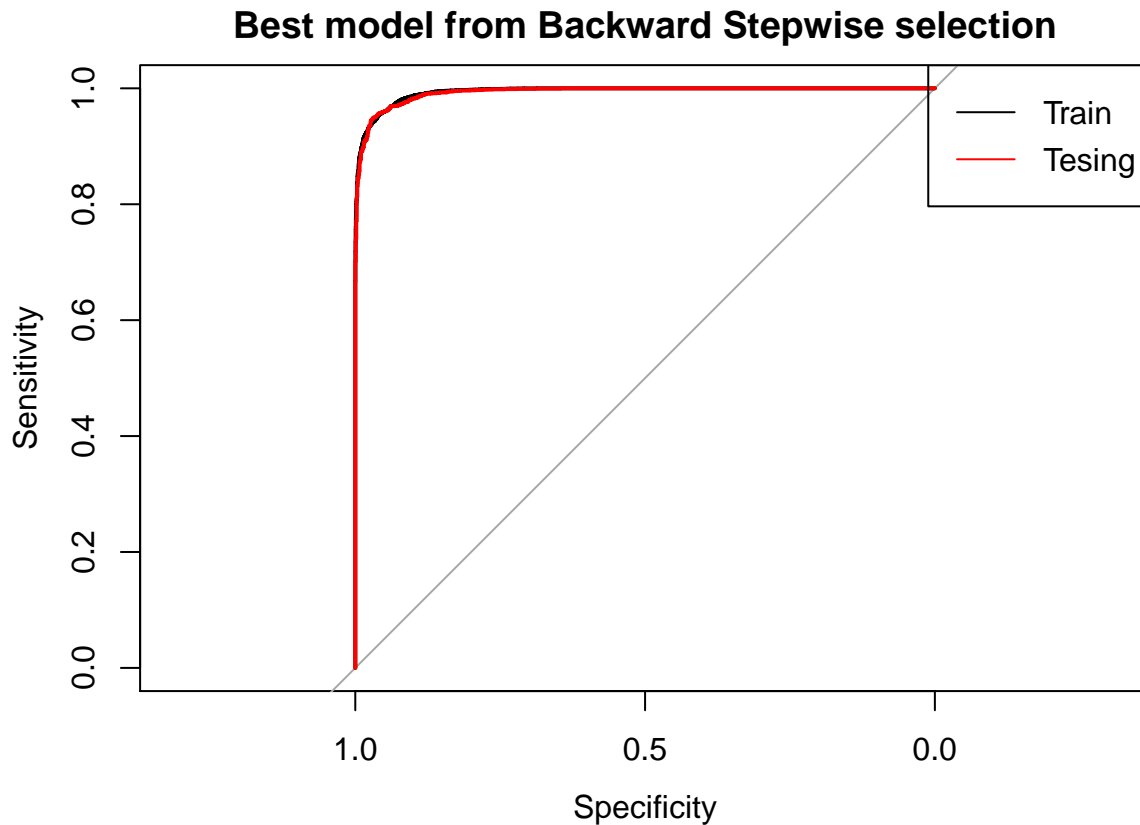 Best model from Backward Stepwise selection
Train
Tesing
Sensitivity
1.0
0.8
0.6
0.4
0.2
0.0
1.0 0.5 0.0
Specificity